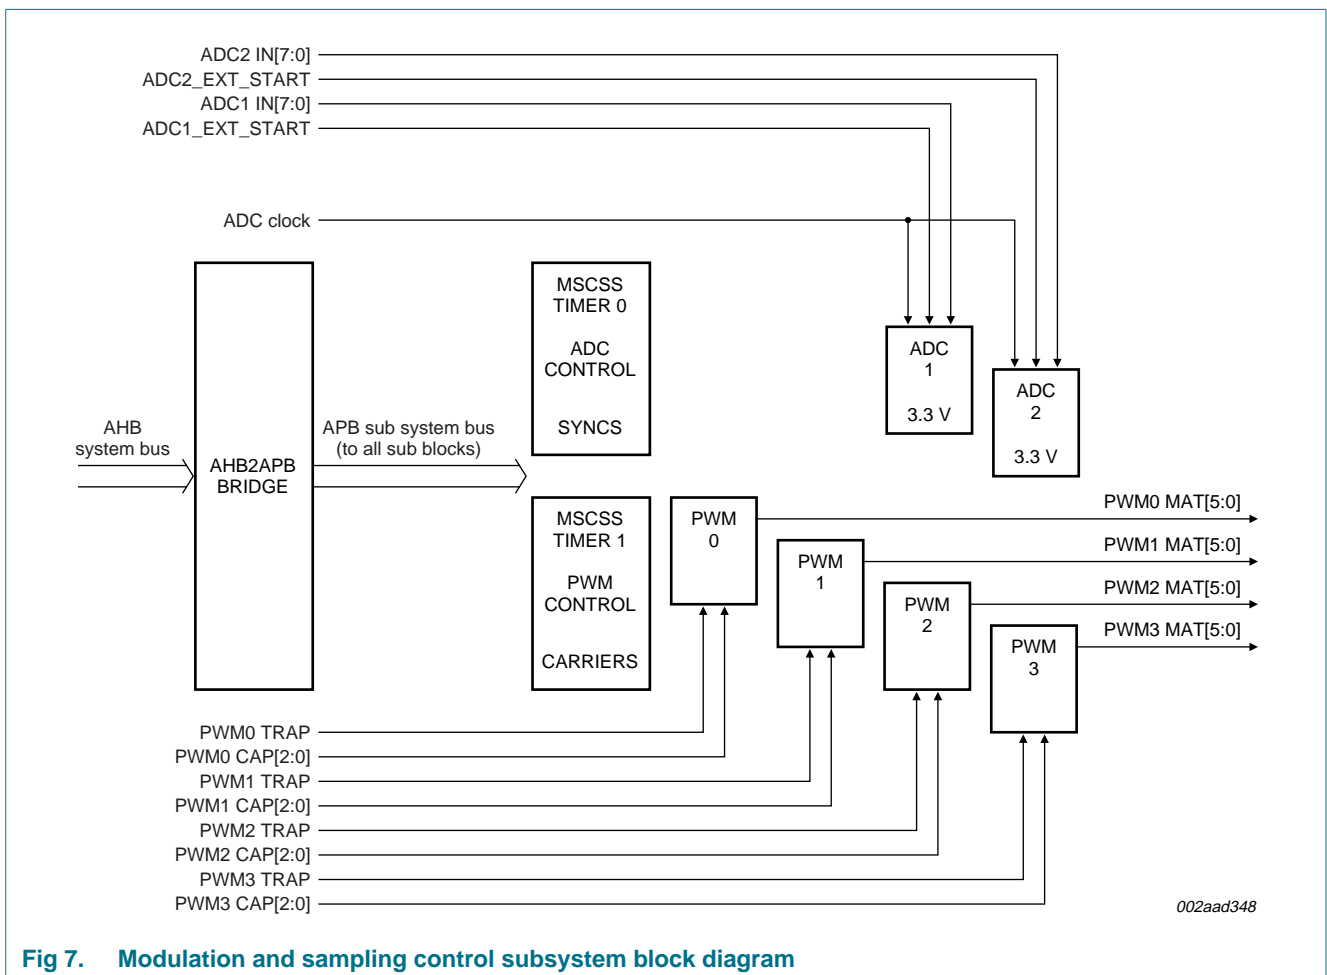 ADC2 IN[7:0]
ADC2_EXT_START
ADC1 IN[7:0]
ADC1_EXT_START
ADC clock
MSCSS
TIMER 0
ADC
CONTROL
SYNCS
ADC
1
3.3 V
ADC
2
3.3 V
AHB
system bus
AHB2APB
BRIDGE
APB sub system bus
(to all sub blocks)
MSCSS
TIMER 1
PWM
CONTROL
CARRIERS
PWM
0
PWM
1
PWM
2
PWM
3
PWM0 MAT[5:0]
PWM1 MAT[5:0]
PWM2 MAT[5:0]
PWM3 MAT[5:0]
PWM0 TRAP
PWM0 CAP[2:0]
PWM1 TRAP
PWM1 CAP[2:0]
PWM2 TRAP
PWM2 CAP[2:0]
PWM3 TRAP
PWM3 CAP[2:0]
002aad348
Fig 7. Modulation and sampling control subsystem block diagram